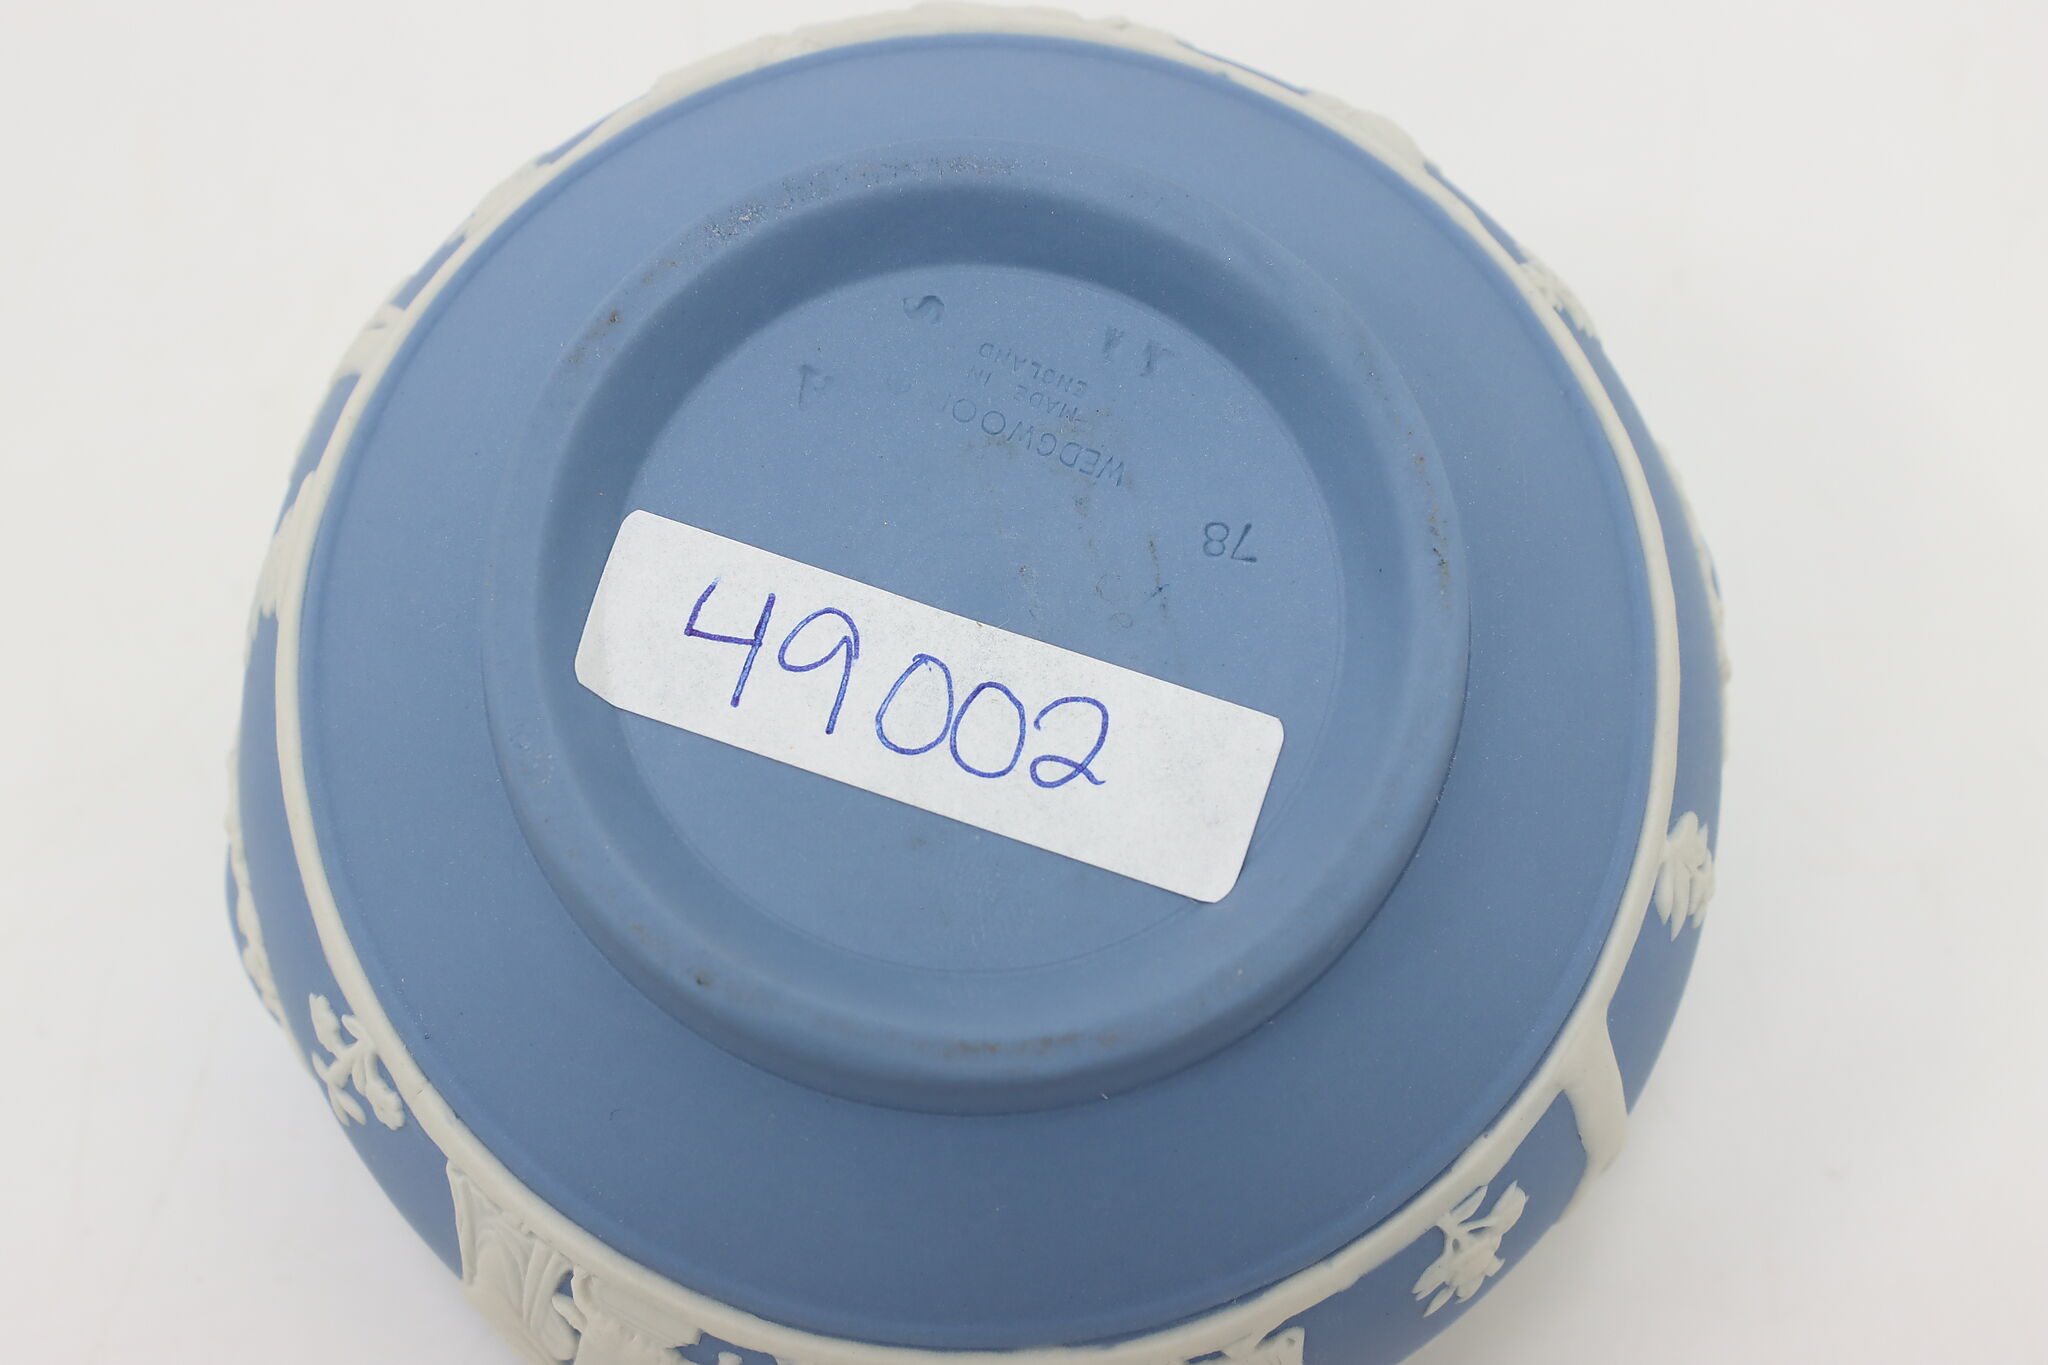 WEDGWOOD ®
MADE IN
ENGLAND
78
49002